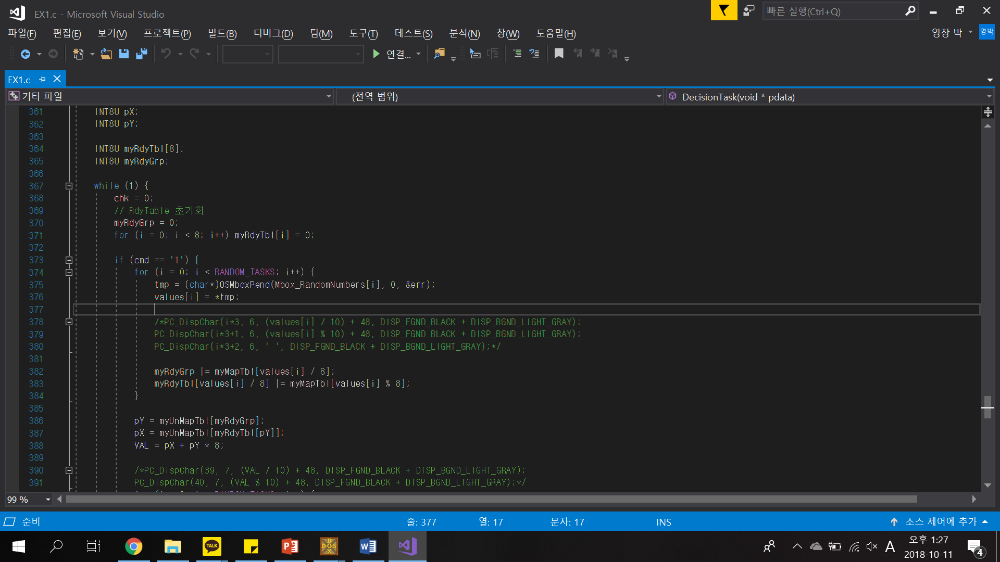 EX1.c - Microsoft Visual Studio
빠른 실행(Ctrl+Q)
파일(F) 편집(E) 보기(V) 프로젝트(P) 빌드(B) 디버그(D) 팀(M) 도구(T) 테스트(S) 분석(N) 창(W) 도움말(H)
영창 박 영박
연결...
EX1.c
기타 파일 (전역 범위) DecisionTask(void * pdata)
361 INT8U pX;
362 INT8U pY;
363
364 INT8U myRdyTbl[8];
365 INT8U myRdyGrp;
366
367 while (1) {
368 chk = 0;
369 // RdyTable 초기화
370 myRdyGrp = 0;
371 for (i = 0; i < 8; i++) myRdyTbl[i] = 0;
372
373 if (cmd == '1') {
374 for (i = 0; i < RANDOM_TASKS; i++) {
375 tmp = (char*)OSMboxPend(Mbox_RandomNumbers[i], 0, &err);
376 values[i] = *tmp;
377
378 /*PC_DispChar(i*3, 6, (values[i] / 10) + 48, DISP_FGND_BLACK + DISP_BGND_LIGHT_GRAY);
379 PC_DispChar(i*3+1, 6, (values[i] % 10) + 48, DISP_FGND_BLACK + DISP_BGND_LIGHT_GRAY);
380 PC_DispChar(i*3+2, 6, ' ', DISP_FGND_BLACK + DISP_BGND_LIGHT_GRAY);*/
381
382 myRdyGrp |= myMapTbl[values[i] / 8];
383 myRdyTbl[values[i] / 8] |= myMapTbl[values[i] % 8];
384 }
385
386 pY = myUnMapTbl[myRdyGrp];
387 pX = myUnMapTbl[myRdyTbl[pY]];
388 VAL = pX + pY * 8;
389
390 /*PC_DispChar(39, 7, (VAL / 10) + 48, DISP_FGND_BLACK + DISP_BGND_LIGHT_GRAY);
391 PC_DispChar(40, 7, (VAL % 10) + 48, DISP_FGND_BLACK + DISP_BGND_LIGHT_GRAY);*/
99 %
준비 줄: 377 열: 17 문자: 17 INS 소스 제어에 추가
TALK
DOS
A 오후 1:27
2018-10-11
4